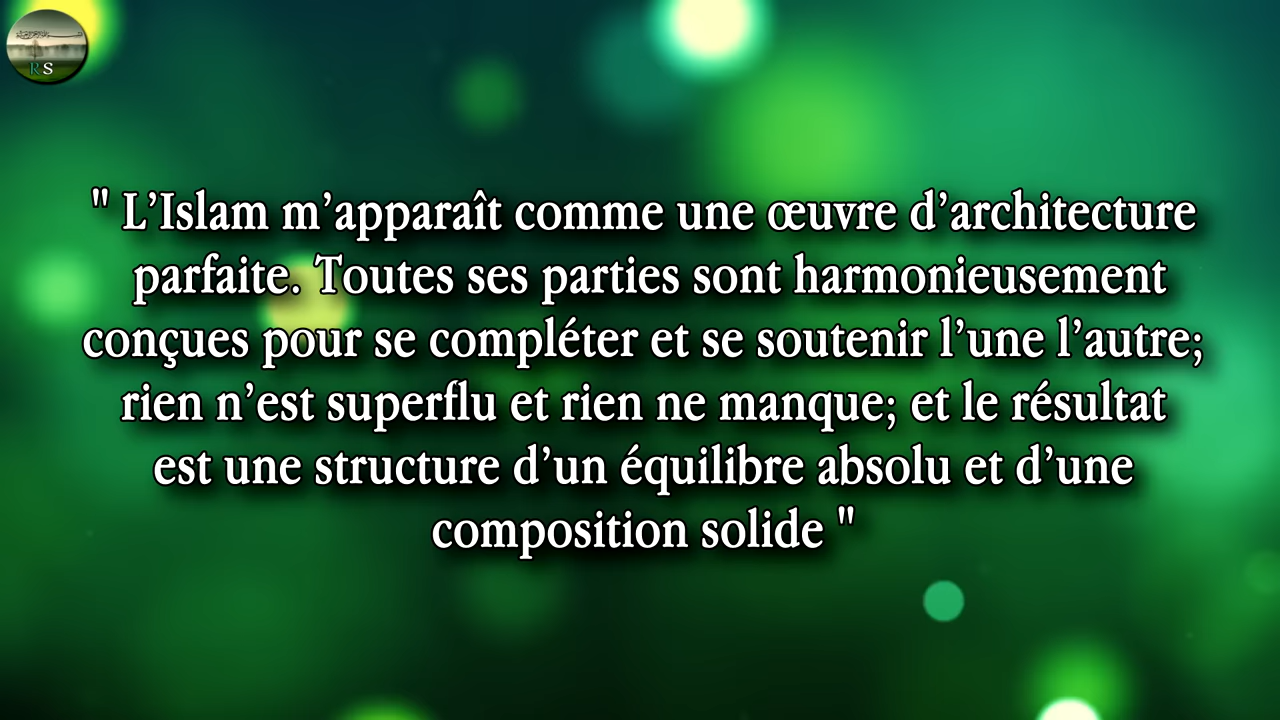 RS
" L’Islam m’apparaît comme une œuvre d’architecture
parfaite. Toutes ses parties sont harmonieusement
conçues pour se compléter et se soutenir l’une l’autre;
rien n’est superflu et rien ne manque; et le résultat
est une structure d’un équilibre absolu et d’une
composition solide "